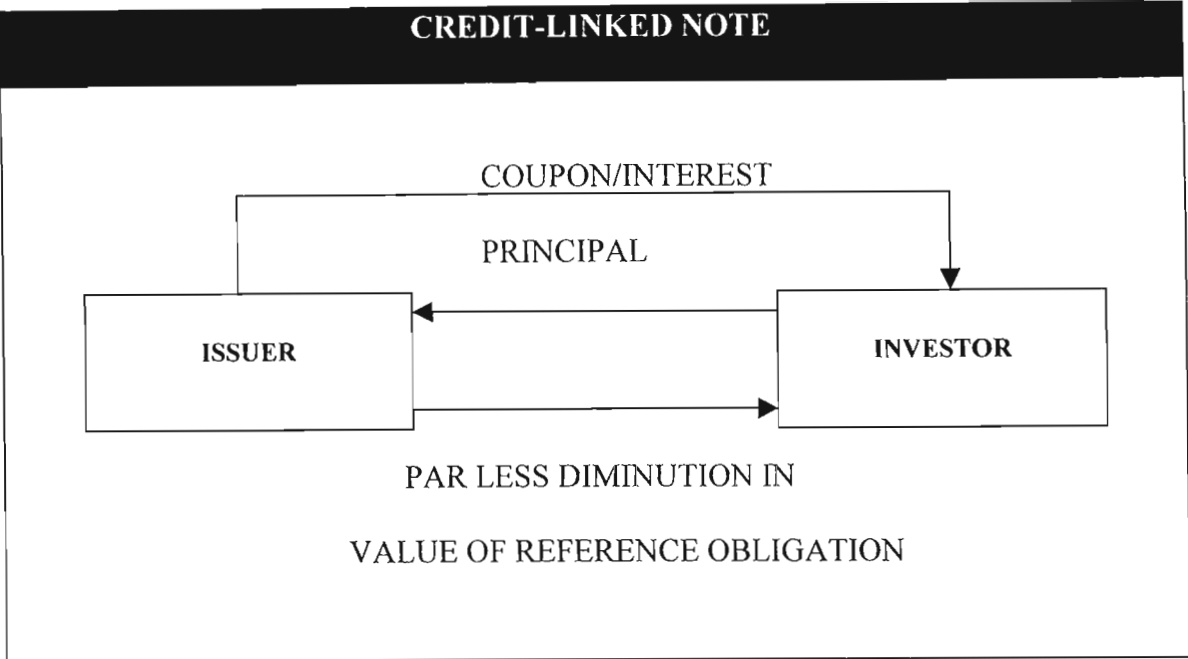 CREDIT-LINKED NOTE
COUPON/INTEREST
PRINCIPAL
ISSUER
INVESTOR
PAR LESS DIMINUTION IN
VALUE OF REFERENCE OBLIGATION